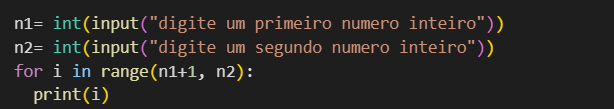 n1= int(input("digite um primeiro numero inteiro"))
n2= int(input("digite um segundo numero inteiro"))
for i in range(n1+1, n2):
  print(i)